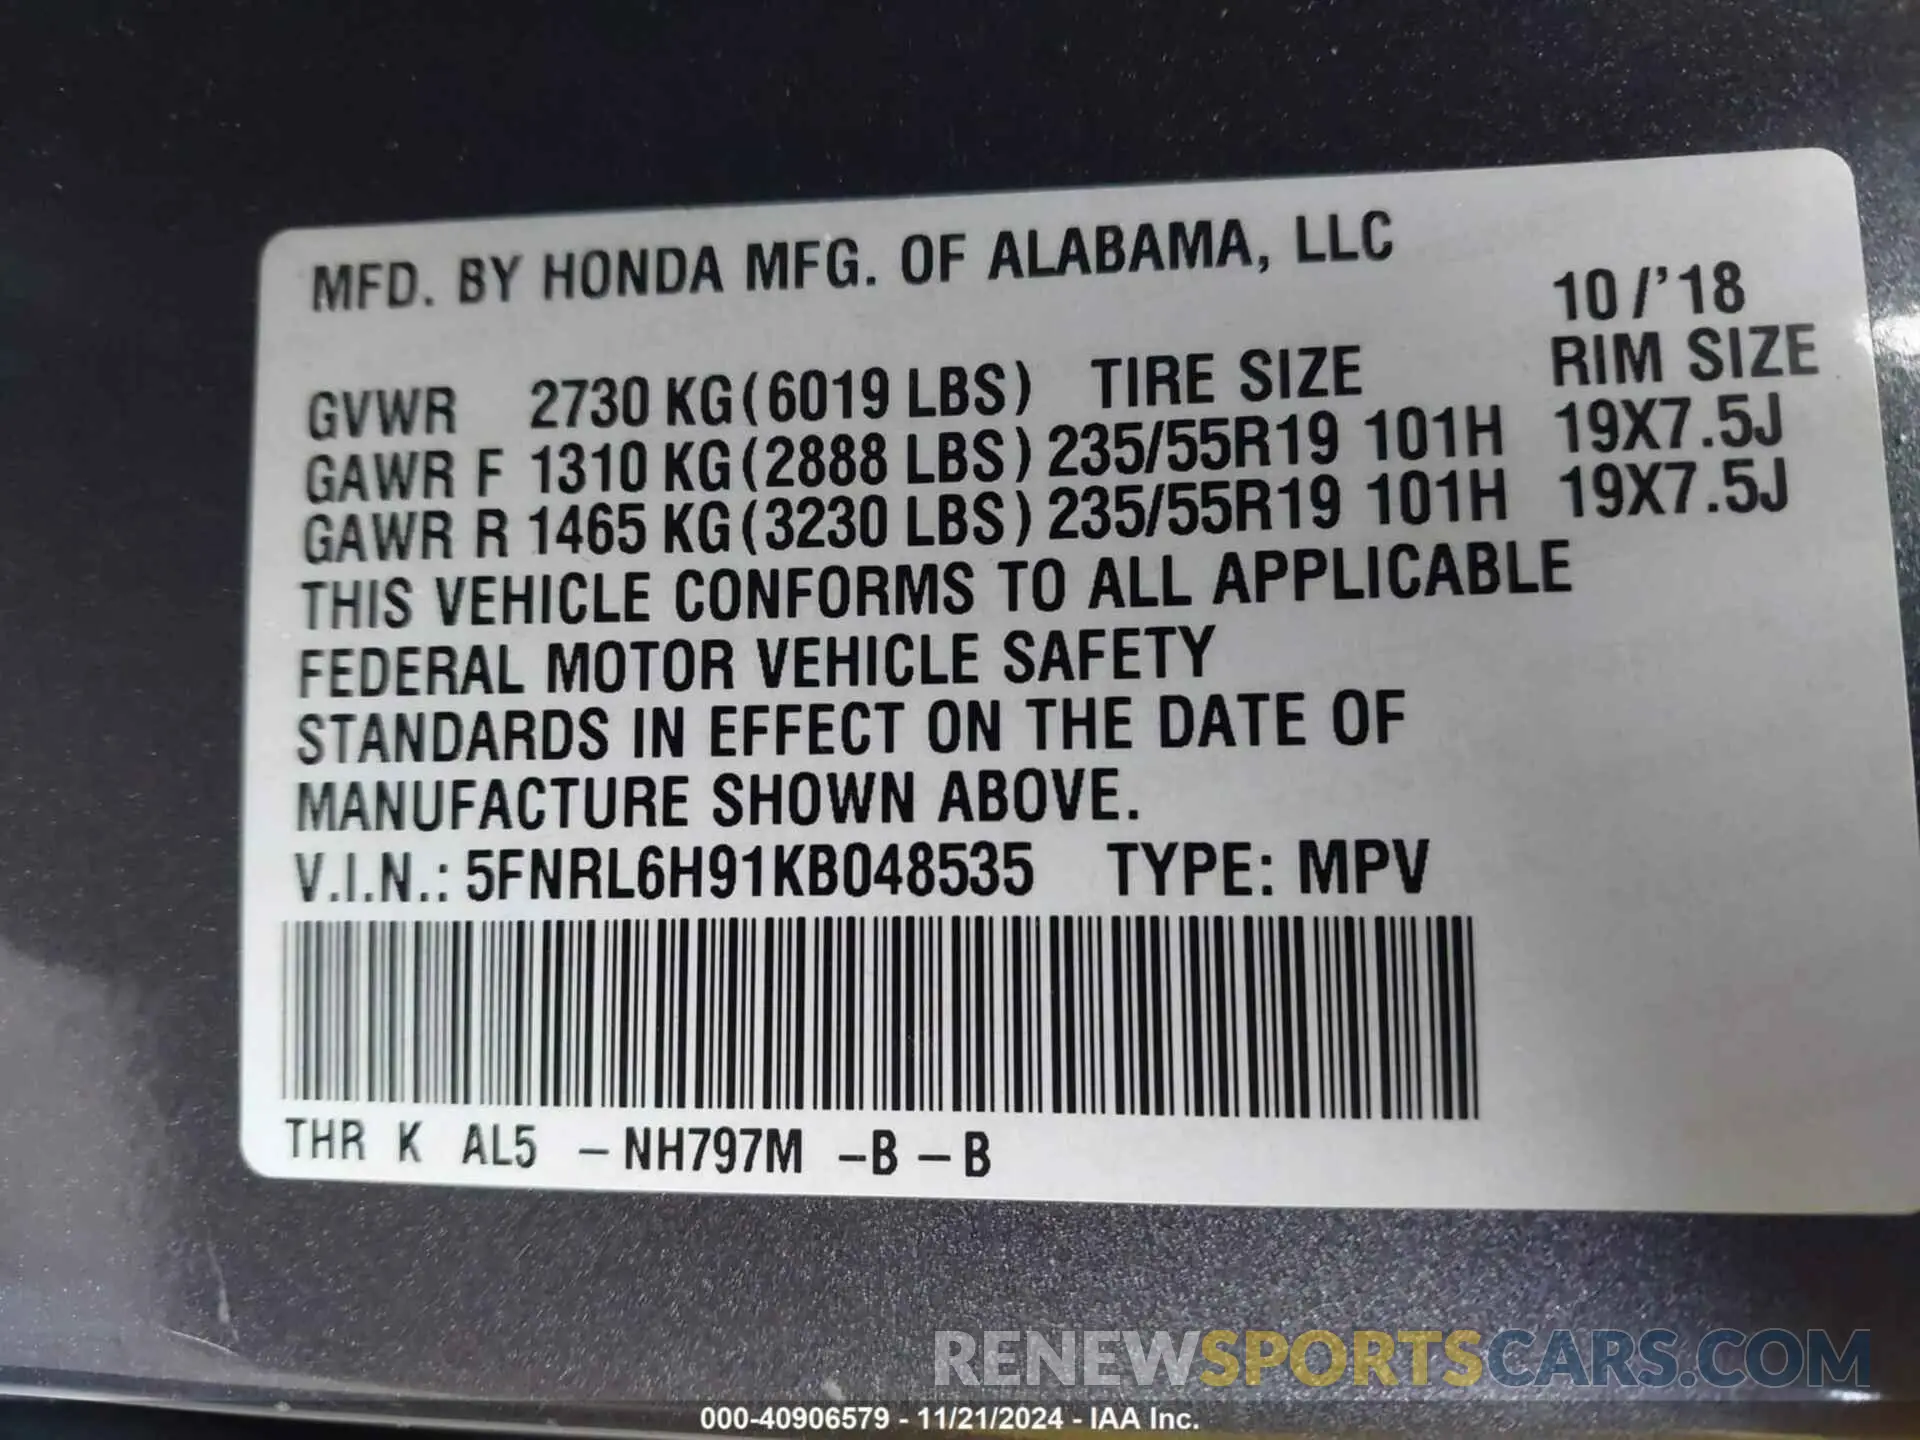 MFD. BY HONDA MFG. OF ALABAMA, LLC
10/'18
GVWR 2730 KG(6019 LBS) TIRE SIZE RIM SIZE
GAWR F 1310 KG(2888 LBS) 235/55R19 101H 19X7.5J
GAWR R 1465 KG(3230 LBS) 235/55R19 101H 19X7.5J
THIS VEHICLE CONFORMS TO ALL APPLICABLE
FEDERAL MOTOR VEHICLE SAFETY
STANDARDS IN EFFECT ON THE DATE OF
MANUFACTURE SHOWN ABOVE.
V.I.N.: 5FNRL6H91KB048535 TYPE: MPV
THR K AL5 -NH797M -B -B
RENEWSPORTSCARS.COM
000-40906579 - 11/21/2024 - IAA Inc.